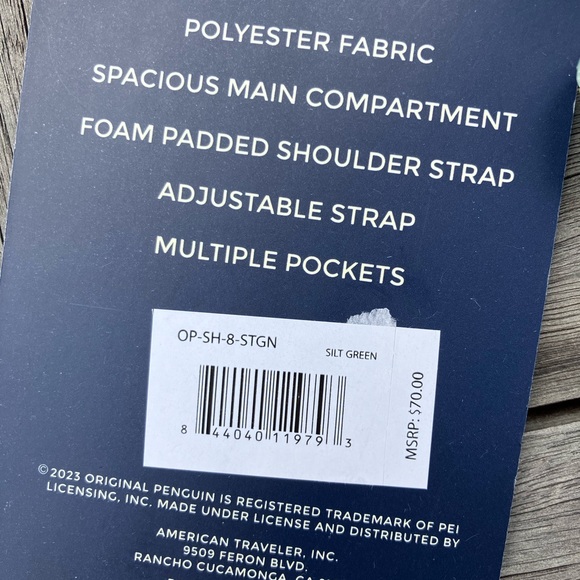 POLYESTER FABRIC
SPACIOUS MAIN COMPARTMENT
FOAM PADDED SHOULDER STRAP
ADJUSTABLE STRAP
MULTIPLE POCKETS
OP-SH-8-STGN
SILT GREEN
MSRP: $70.00
8 44040 11979 3
©2023 ORIGINAL PENGUIN IS REGISTERED TRADEMARK OF PEI
LICENSING, INC. MADE UNDER LICENSE AND DISTRIBUTED BY
AMERICAN TRAVELER, INC.
9509 FERON BLVD.
RANCHO CUCAMONGA, CA